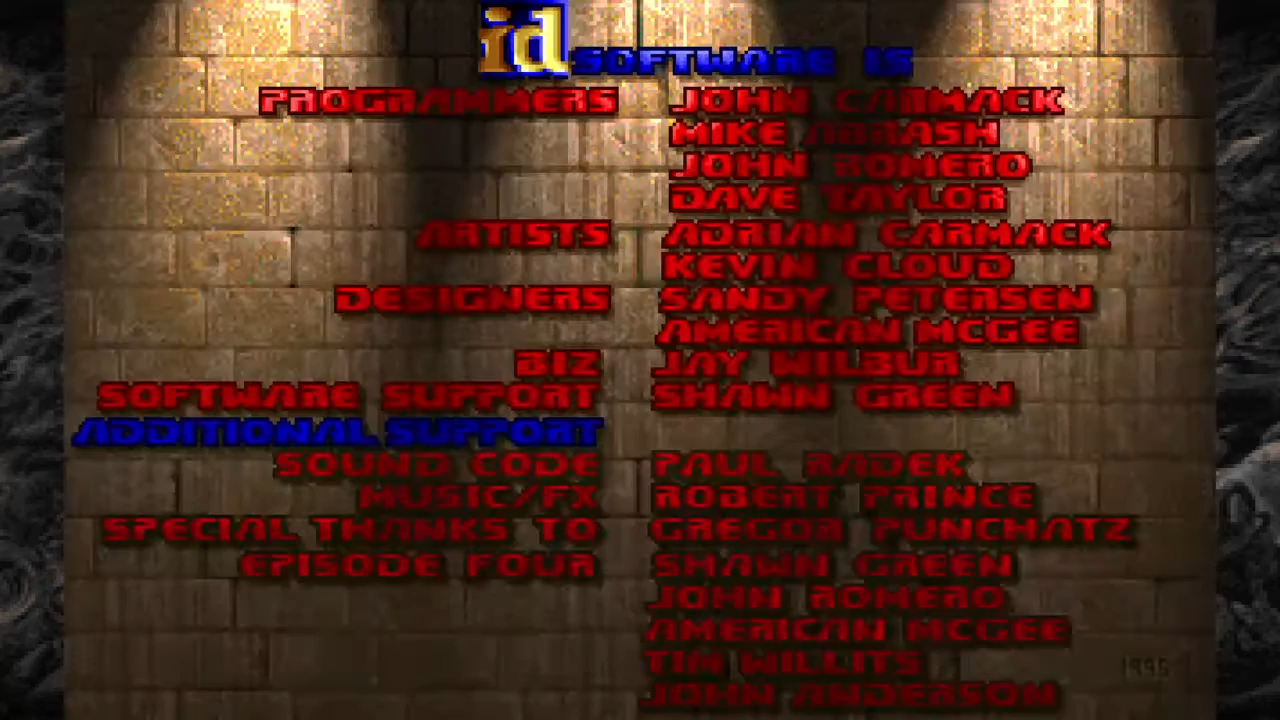 id SOFTWARE IS
PROGRAMMERS JOHN CARMACK
MIKE ABRASH
JOHN ROMERO
DAVE TAYLOR
ARTISTS ADRIAN CARMACK
KEVIN CLOUD
DESIGNERS SANDY PETERSEN
AMERICAN MCGEE
BIZ JAY WILBUR
SOFTWARE SUPPORT SHAWN GREEN
ADDITIONAL SUPPORT
SOUND CODE PAUL RADEK
MUSIC/FX ROBERT PRINCE
SPECIAL THANKS TO GREGOR PUNCHATZ
EPISODE FOUR SHAWN GREEN
JOHN ROMERO
AMERICAN MCGEE
TIM WILLITS
1995
JOHN ANDERSON